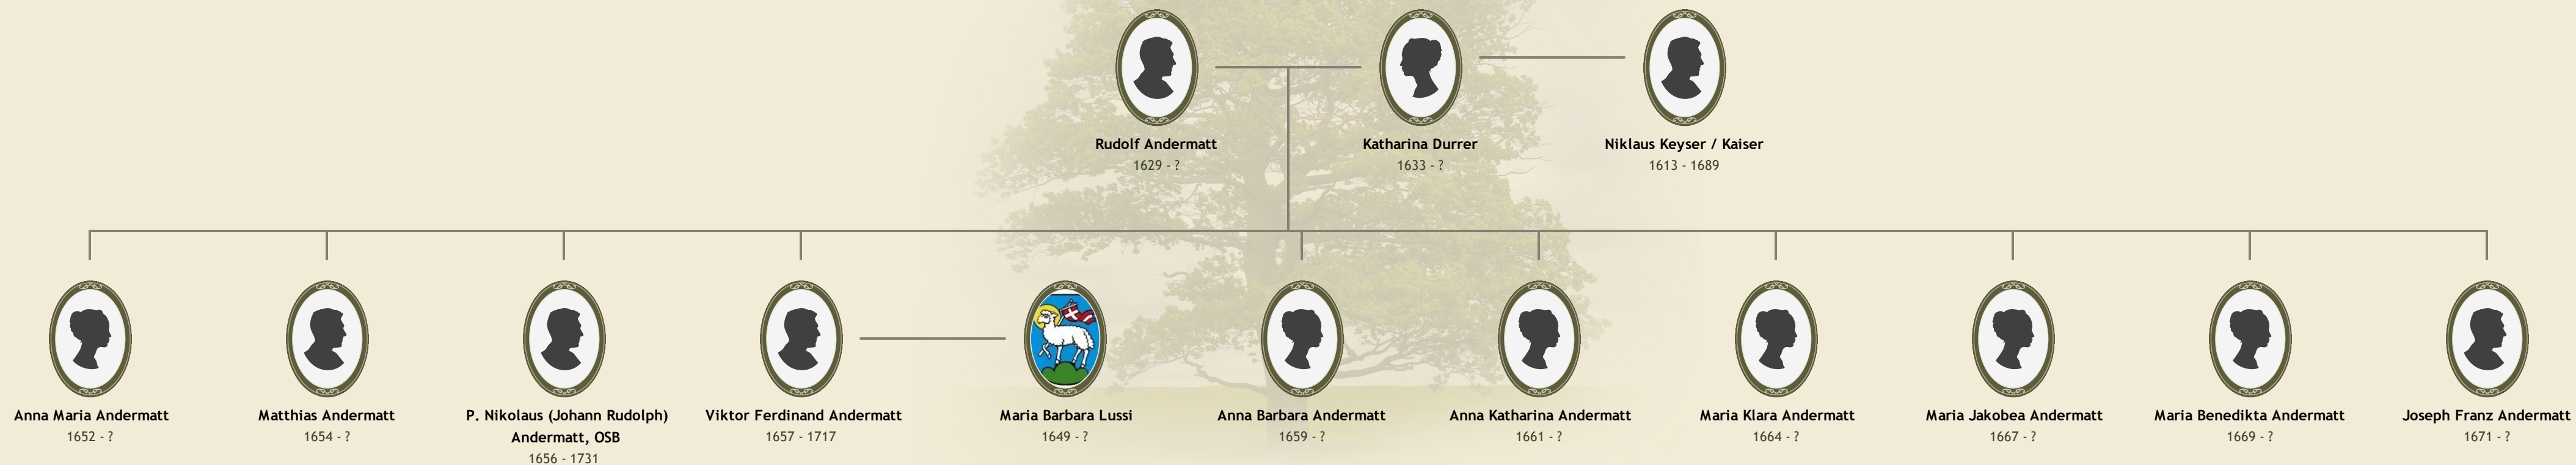 Rudolf Andermatt
1629 - ?
Katharina Durrer
1633 - ?
Niklaus Keyser / Kaiser
1613 - 1689
Anna Maria Andermatt
1652 - ?
Matthias Andermatt
1654 - ?
P. Nikolaus (Johann Rudolph)
Andermatt, OSB
1656 - 1731
Viktor Ferdinand Andermatt
1657 - 1717
Maria Barbara Lussi
1649 - ?
Anna Barbara Andermatt
1659 - ?
Anna Katharina Andermatt
1661 - ?
Maria Klara Andermatt
1664 - ?
Maria Jakobea Andermatt
1667 - ?
Maria Benedikta Andermatt
1669 - ?
Joseph Franz Andermatt
1671 - ?